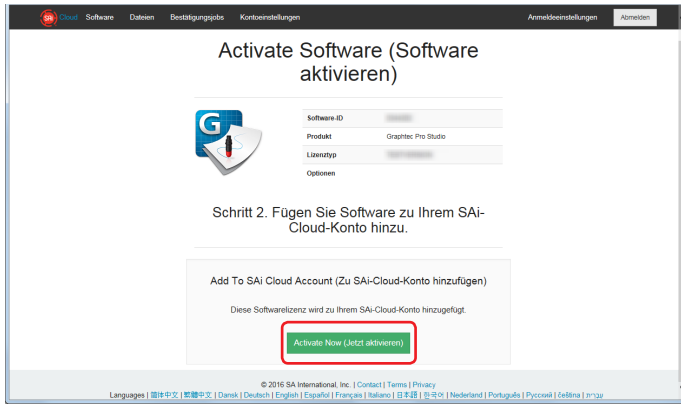 SAi Cloud Software Dateien Bestätigungsjobs Kontoeinstellungen Anmeldeeinstellungen Abmelden
Activate Software (Software
aktivieren)
G
Software-ID
Produkt Graphtec Pro Studio
Lizenztyp
Optionen
Schritt 2. Fügen Sie Software zu Ihrem SAi-
Cloud-Konto hinzu.
Add To SAi Cloud Account (Zu SAi-Cloud-Konto hinzufügen)
Diese Softwarelizenz wird zu Ihrem SAi-Cloud-Konto hinzugefügt.
Activate Now (Jetzt aktivieren)
© 2016 SA International, Inc. | Contact | Terms | Privacy
Languages | 简体中文 | 繁體中文 | Dansk | Deutsch | English | Español | Français | Italiano | 日本語 | 한국어 | Nederland | Português | Русский | čeština | עברית